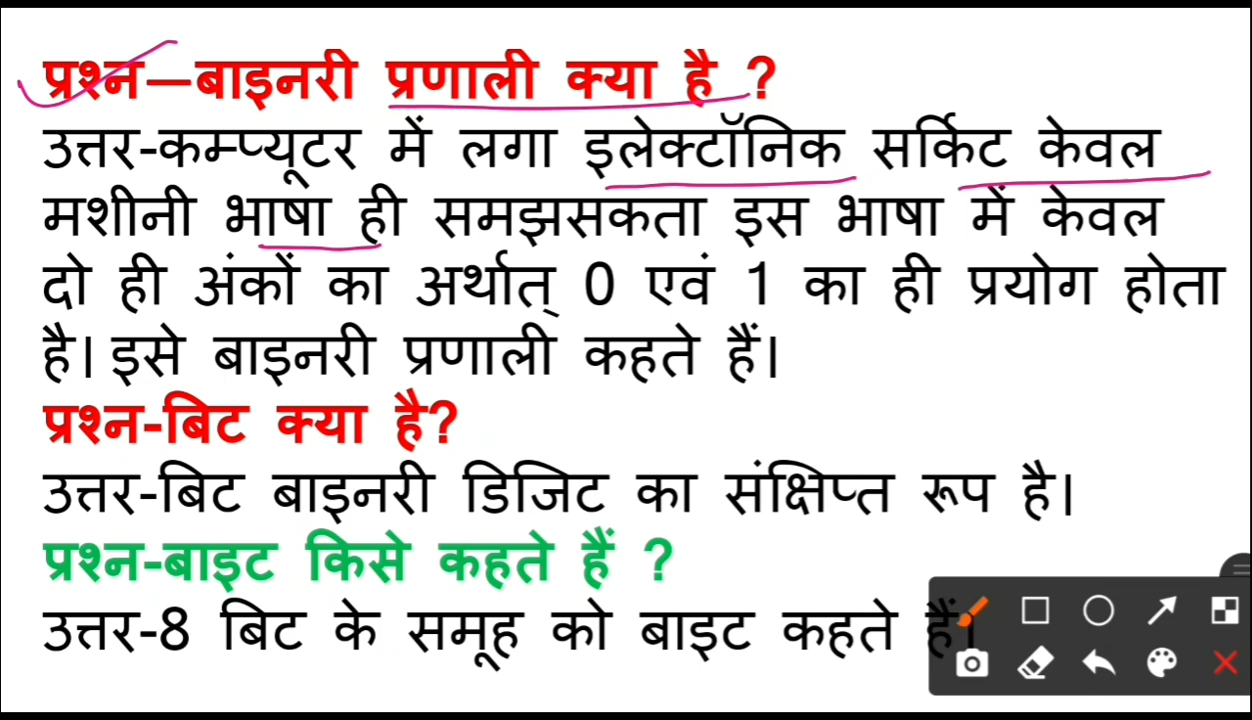 प्रश्न—बाइनरी प्रणाली क्या है ?
उत्तर-कम्प्यूटर में लगा इलेक्टॉनिक सर्किट केवल
मशीनी भाषा ही समझसकता इस भाषा में केवल
दो ही अंकों का अर्थात् 0 एवं 1 का ही प्रयोग होता
है। इसे बाइनरी प्रणाली कहते हैं।
प्रश्न-बिट क्या है?
उत्तर-बिट बाइनरी डिजिट का संक्षिप्त रूप है।
प्रश्न-बाइट किसे कहते हैं ?
उत्तर-8 बिट के समूह को बाइट कहते हैं।